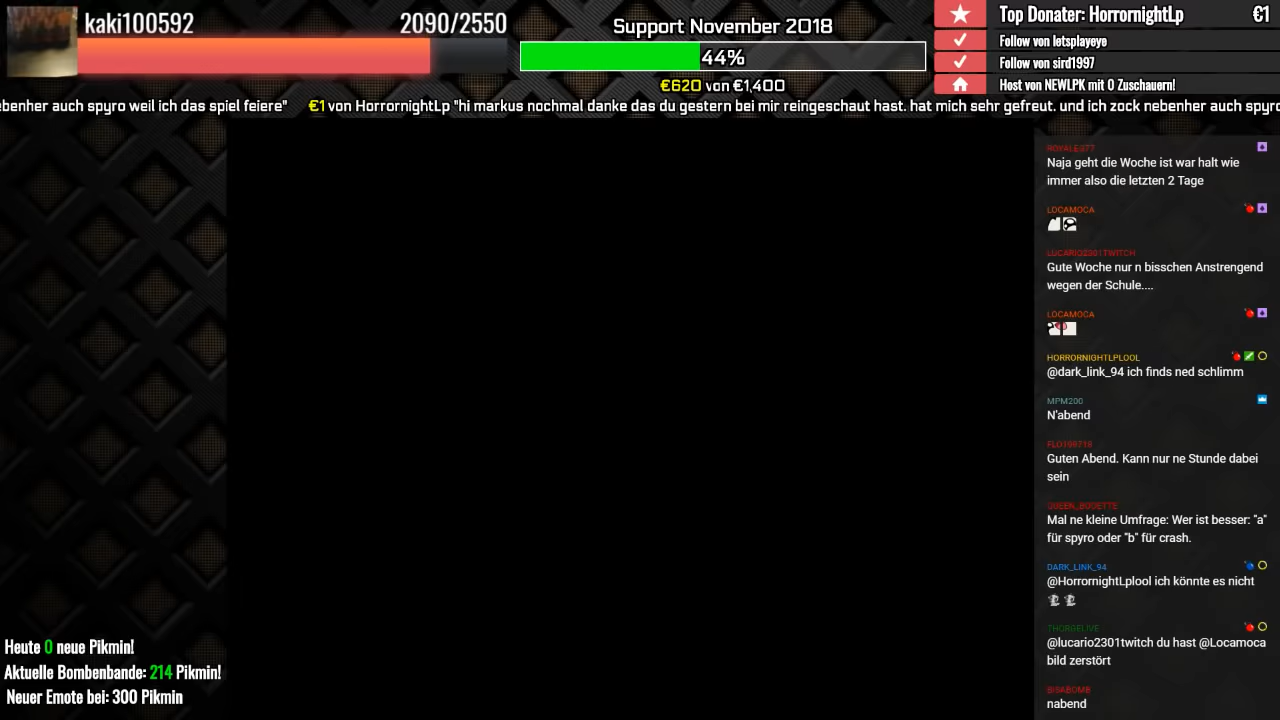 kaki100592
2090/2550
Support November 2018
44%
€620 von €1,400
Top Donater: HorrornightLp €1
Follow von letsplayeye
Follow von sird1997
Host von NEWLPK mit 0 Zuschauern!
ebenher auch spyro weil ich das spiel feiere" €1 von HorrornightLp "hi markus nochmal danke das du gestern bei mir reingeschaut hast. hat mich sehr gefreut. und ich zock nebenher auch spyro
ROYALE377
Naja geht die Woche ist war halt wie
immer also die letzten 2 Tage
LOCAMOCA
LUCARIO2301TWITCH
Gute Woche nur n bisschen Anstrengend
wegen der Schule....
LOCAMOCA
HORRORNIGHTLPLOOL
@dark_link_94 ich finds ned schlimm
MPM200
N'abend
Guten Abend. Kann nur ne Stunde dabei
sein
Mal ne kleine Umfrage: Wer ist besser: "a"
für spyro oder "b" für crash.
DARK_LINK_94
@HorrornightLplool ich könnte es nicht
THORBELIVE
@lucario2301twitch du hast @Locamoca
bild zerstört
BISABOMB
nabend
Heute 0 neue Pikmin!
Aktuelle Bombenbande: 214 Pikmin!
Neuer Emote bei: 300 Pikmin